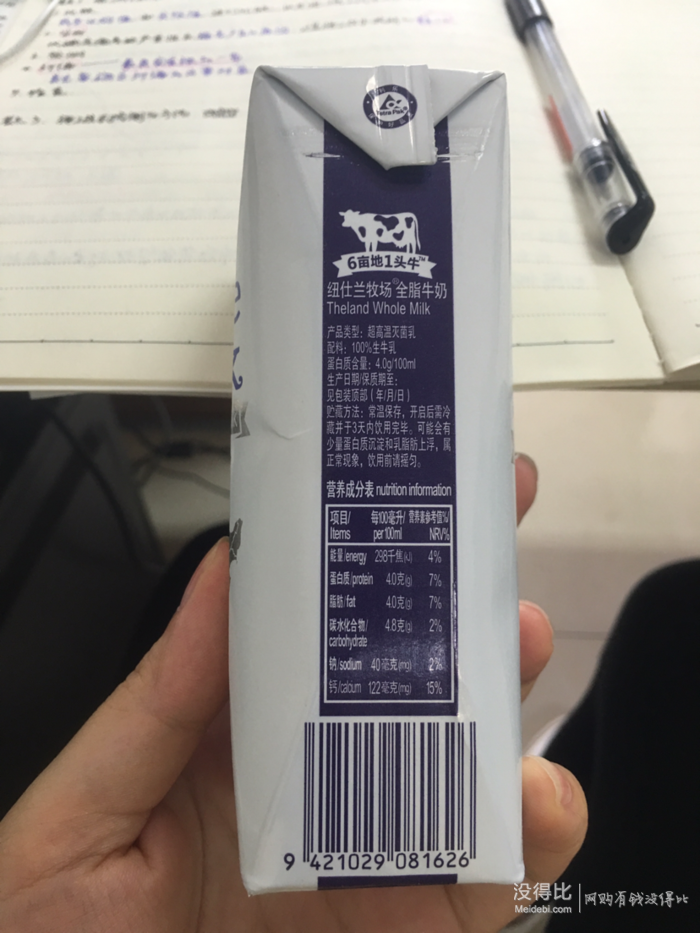 Tetra Pak
6亩地1头牛™
纽仕兰牧场®全脂牛奶
Theland Whole Milk
产品类型：超高温灭菌乳
配料：100%生牛乳
蛋白质含量：4.0g/100ml
生产日期/保质期至：
见包装顶部（年/月/日）
贮藏方法：常温保存，开启后需冷
藏并于3天内饮用完毕。可能会有
少量蛋白质沉淀和乳脂肪上浮，属
正常现象，饮用前请摇匀。
营养成分表 nutrition information
项目/ 每100毫升/ 营养素参考值%/
Items per100ml NRV%
能量/energy 298千焦(kJ) 4%
蛋白质/protein 4.0克(g) 7%
脂肪/fat 4.0克(g) 7%
碳水化合物/ 4.8克(g) 2%
carbohydrate
钠/sodium 40毫克(mg) 2%
钙/calcium 122毫克(mg) 15%
9 421029 081626
没得比 网购有钱没得比
Meidebi.com